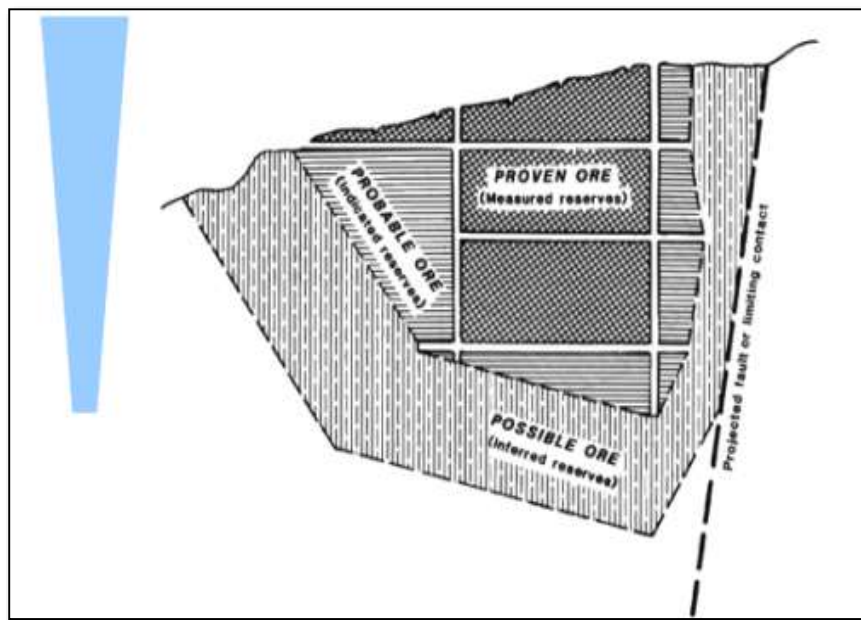 PROVEN ORE
(Measured reserves)
PROBABLE ORE
(Indicated reserves)
POSSIBLE ORE
(Inferred reserves)
Projected fault or limiting contact